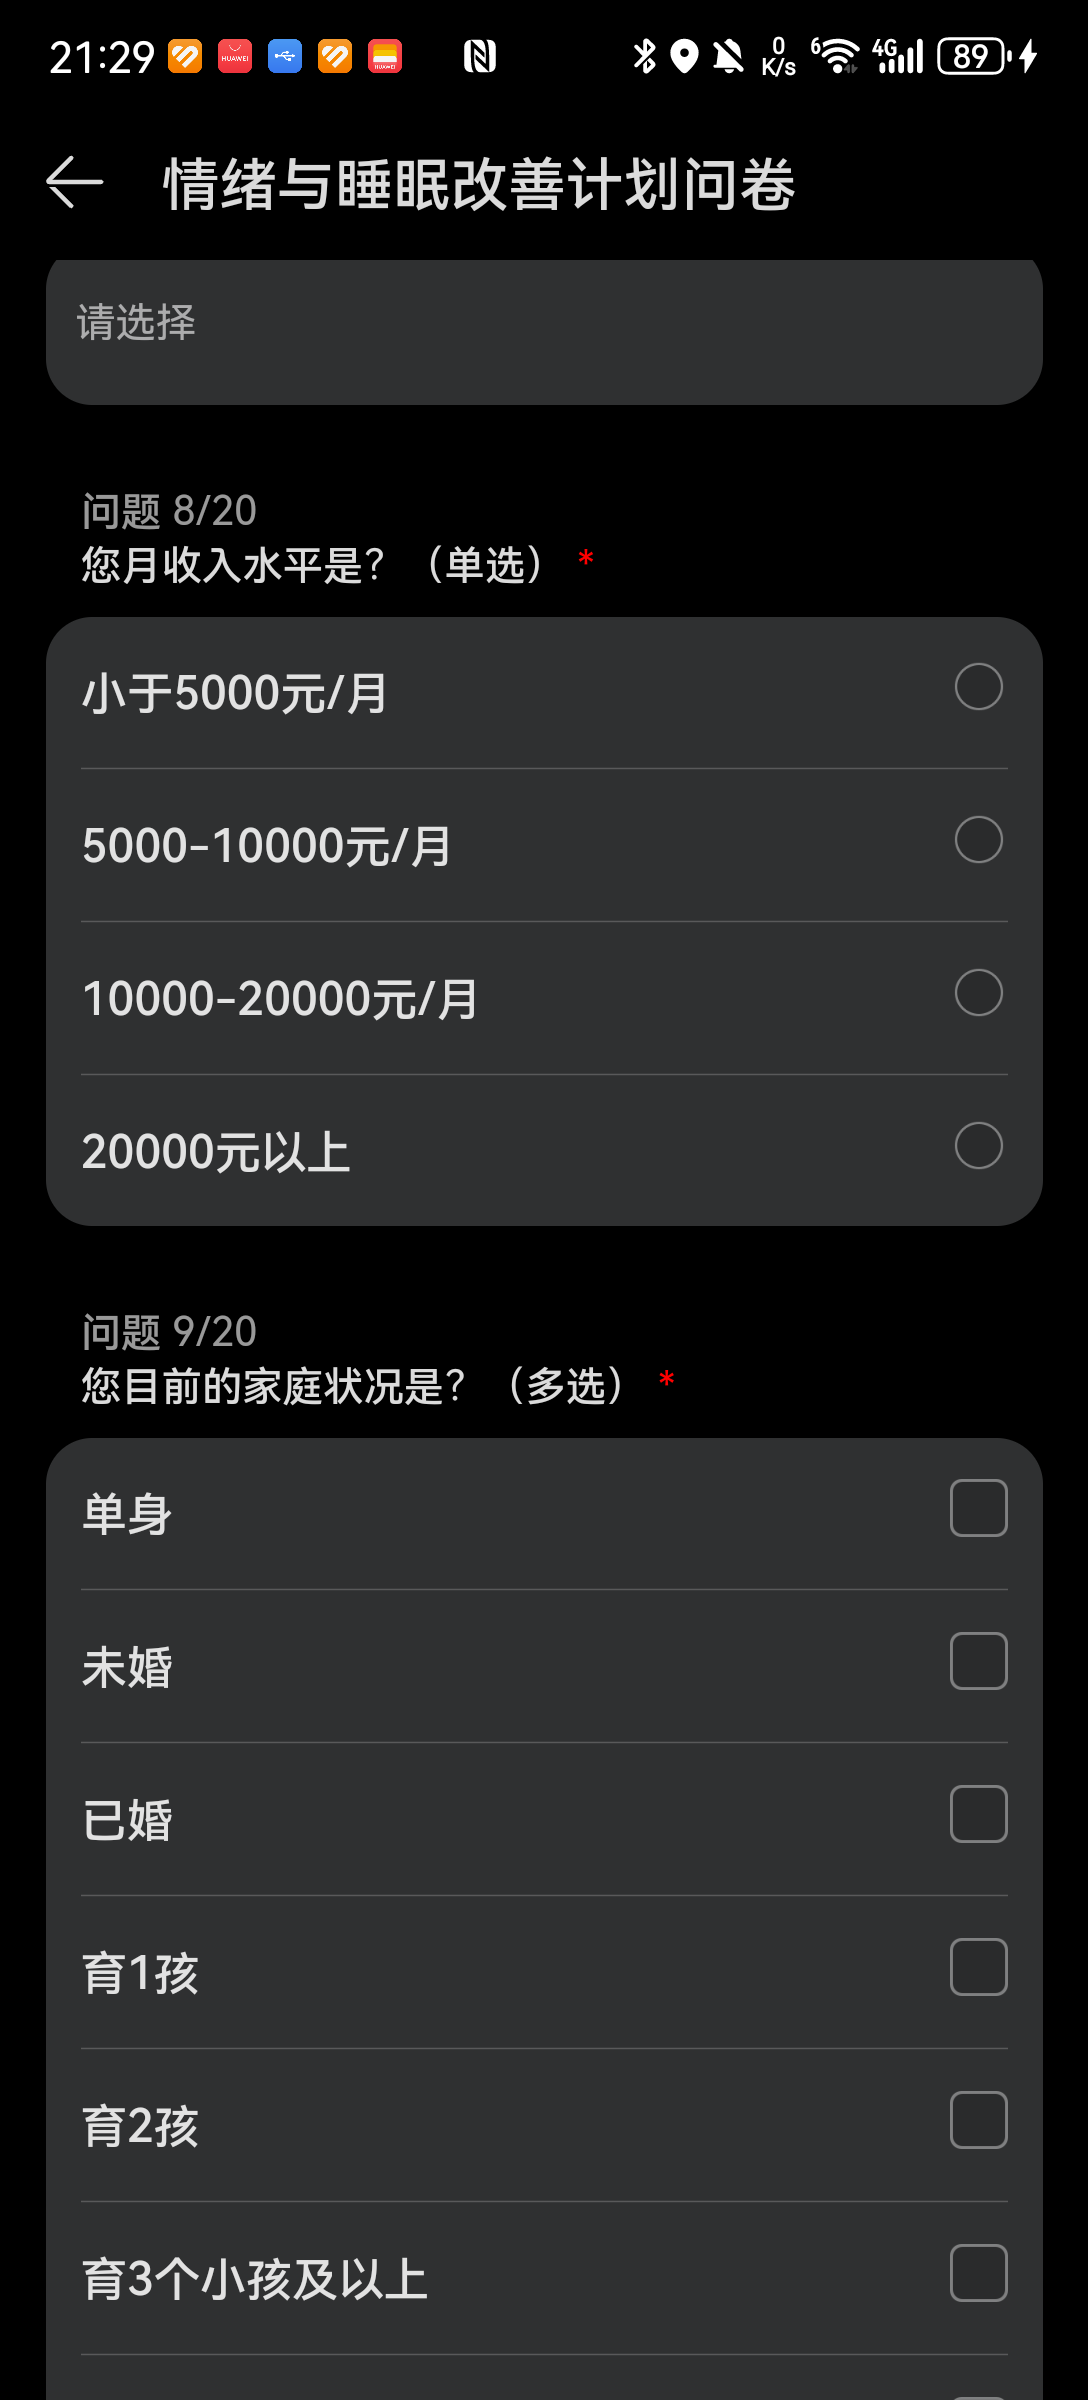 21:29
HUAWEI
HUAWEI
0
K/s
6
4G
89
情绪与睡眠改善计划问卷
请选择
问题 8/20
您月收入水平是？（单选） *
小于5000元/月
5000-10000元/月
10000-20000元/月
20000元以上
问题 9/20
您目前的家庭状况是？（多选） *
单身
未婚
已婚
育1孩
育2孩
育3个小孩及以上